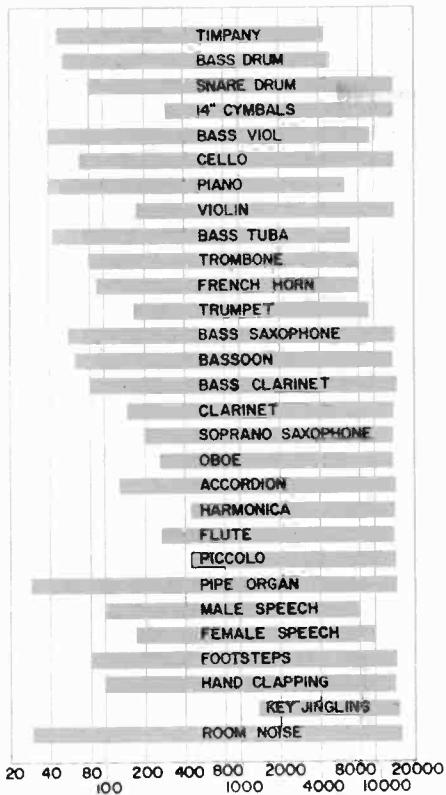 TIMPANY
BASS DRUM
SNARE DRUM
14" CYMBALS
BASS VIOL
CELLO
PIANO
VIOLIN
BASS TUBA
TROMBONE
FRENCH HORN
TRUMPET
BASS SAXOPHONE
BASSOON
BASS CLARINET
CLARINET
SOPRANO SAXOPHONE
OBOE
ACCORDION
HARMONICA
FLUTE
PICCOLO
PIPE ORGAN
MALE SPEECH
FEMALE SPEECH
FOOTSTEPS
HAND CLAPPING
KEY JINGLING
ROOM NOISE
20 40 80 200 400 800 2000 8000 20000
100 1000 4000 10000